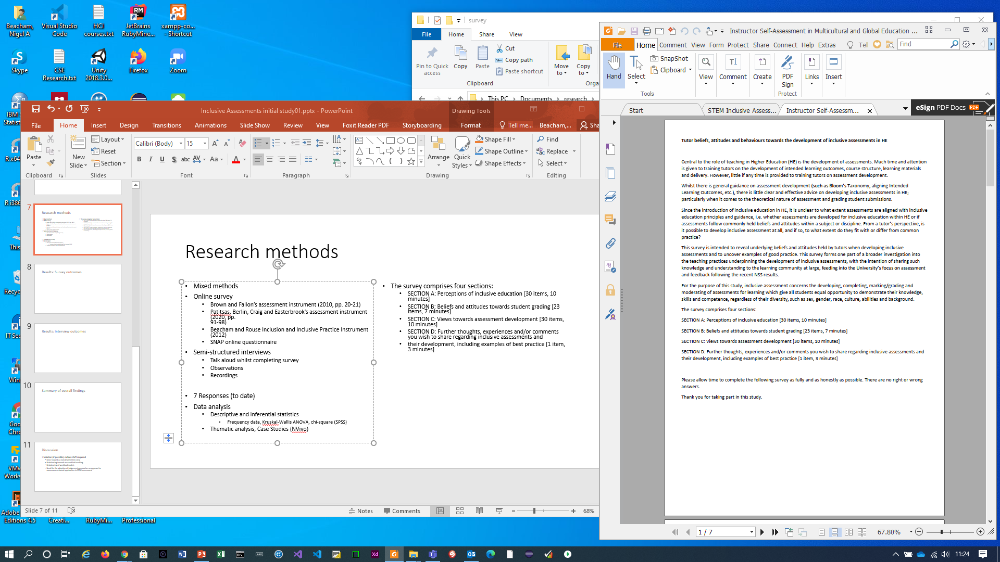 Beacham, Nigel A
Visual Studio Code
HCI courses.txt
JetBrains RubyMine...
xampp-co... - Shortcut
Skype
CSE Research.txt
Unity 2018.3.0...
Firefox
Zoom
survey
File Home Share View
Pin to Quick access
Copy
Paste
Cut
Copy path
Paste shortcut
Move to
Copy to
Clipboard
Orga
This PC > Documents > research >
Inclusive Assessments initial study01.pptx - PowerPoint
Drawing Tools
File Home Insert Design Transitions Animations Slide Show Review View Foxit Reader PDF Storyboarding Format Tell me... Beacham,... Sha
Paste
New Slide
Layout
Reset
Section
Calibri (Body) 15
B I U S abc AV Aa A
Arrange
Quick Styles
Shape Fill
Shape Outline
Shape Effects
Find
Replace
Select
Clipboard Slides Font Paragraph Drawing Editing
7
Research methods
8
Results: Survey outcomes
9
Results: Interview outcomes
10
Summary of overall findings
11
Discussion
Research methods
• Mixed methods
• Online survey
• Brown and Fallon's assessment instrument (2010, pp. 20-21)
• Patitsas, Berlin, Craig and Easterbrook's assessment instrument
(2020, pp.
91-98)
• Beacham and Rouse Inclusion and Inclusive Practice Instrument
(2012)
• SNAP online questionnaire
• Semi-structured interviews
• Talk aloud whilst completing survey
• Observations
• Recordings
• 7 Responses (to date)
• Data analysis
• Descriptive and inferential statistics
• Frequency data, Kruskal-Wallis ANOVA, chi-square (SPSS)
• Thematic analysis, Case Studies (NVivo)
• The survey comprises four sections:
• SECTION A: Perceptions of inclusive education [30 items, 10
minutes]
• SECTION B: Beliefs and attitudes towards student grading [23
items, 7 minutes]
• SECTION C: Views towards assessment development [30 items,
10 minutes]
• SECTION D: Further thoughts, experiences and/or comments
you wish to share regarding inclusive assessments and
• their development, including examples of best practice [1 item,
3 minutes]
Slide 7 of 11
Notes
Comments
68%
Instructor Self-Assessment in Multicultural and Global Education ...
File Home Comment View Form Protect Share Connect Help Extras Tell Find
Hand
Select
SnapShot
Clipboard
View
Comment
Create
PDF Sign
Links
Insert
Tools
Protect
Start
STEM Inclusive Assess...
Instructor Self-Assessm...
eSign PDF Docs
Tutor beliefs, attitudes and behaviours towards the development of inclusive assessments in HE
Central to the role of teaching in Higher Education (HE) is the development of assessments. Much time and attention
is given to training tutors on the development of intended learning outcomes, course structure, learning materials
and delivery. However, little if any time is provided to training tutors on assessment development.
Whilst there is general guidance on assessment development (such as Bloom's Taxonomy, aligning Intended
Learning Outcomes, etc.), there is little clear and effective advice on developing inclusive assessments in HE;
particularly when it comes to the theoretical nature of assessment and grading student submissions.
Since the introduction of inclusive education in HE, it is unclear to what extent assessments are aligned with inclusive
education principles and guidance, i.e. whether assessments are developed for inclusive education within HE or if
assessments follow commonly held beliefs and attitudes within a subject or discipline. From a tutor's perspective, is
it possible to develop inclusive assessment at all, and if so, to what extent do they fit with or differ from common
practice?
This survey is intended to reveal underlying beliefs and attitudes held by tutors when developing inclusive
assessments and to uncover examples of good practice. This survey forms one part of a broader investigation into
the teaching practices underpinning the development of inclusive assessments, with the intention of sharing such
knowledge and understanding to the learning community at large, feeding into the University's focus on assessment
and feedback following the recent NSS results.
For the purpose of this study, inclusive assessment concerns the developing, completing, marking/grading and
moderating of assessments for learning which give all students equal opportunity to demonstrate their knowledge,
skills and competence, regardless of their diversity, such as sex, gender, race, culture, abilities and background.
The survey comprises four sections:
SECTION A: Perceptions of inclusive education [30 items, 10 minutes]
SECTION B: Beliefs and attitudes towards student grading [23 items, 7 minutes]
SECTION C: Views towards assessment development [30 items, 10 minutes]
SECTION D: Further thoughts, experiences and/or comments you wish to share regarding inclusive assessments and
their development, including examples of best practice [1 item, 3 minutes]
Please allow time to complete the following survey as fully and as honestly as possible. There are no right or wrong
answers.
Thank you for taking part in this study.
1 / 7
67.80%
Adobe
Editions 4.5
Creati...
RubyMi...
Professional
11:24